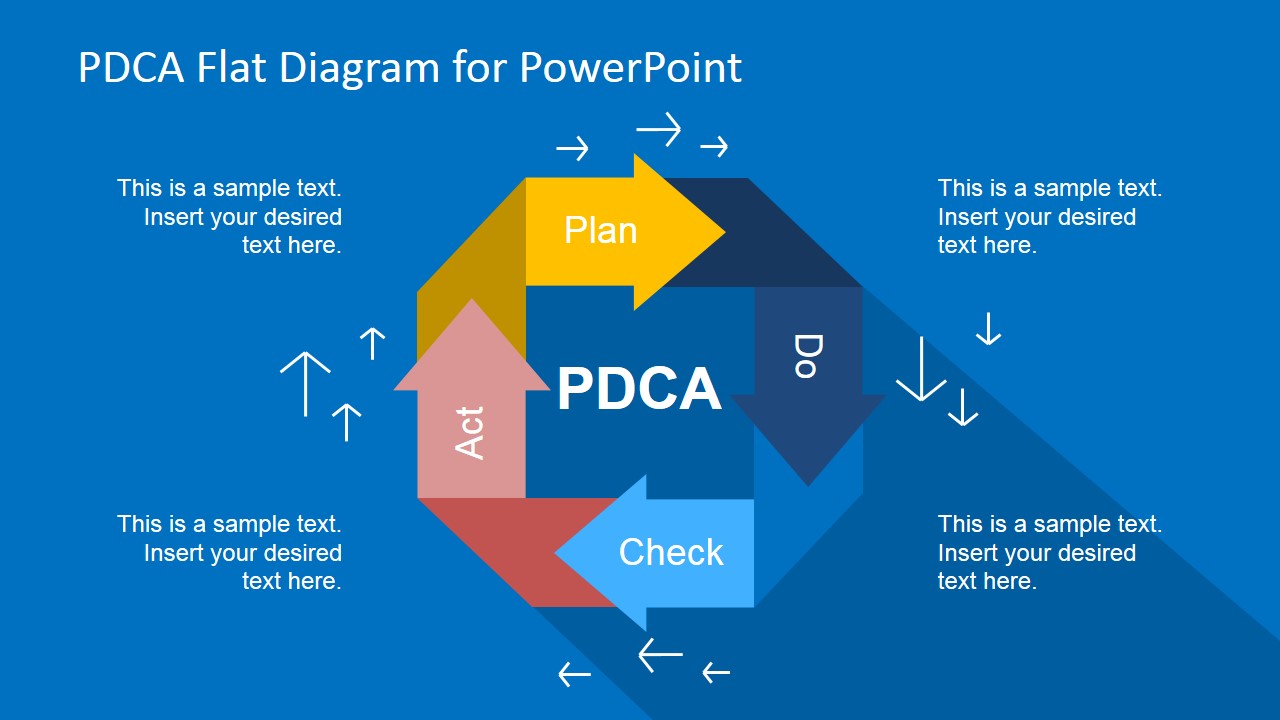 PDCA Flat Diagram for PowerPoint
This is a sample text.
Insert your desired
text here.
This is a sample text.
Insert your desired
text here.
Plan
Do
PDCA
Act
Check
This is a sample text.
Insert your desired
text here.
This is a sample text.
Insert your desired
text here.